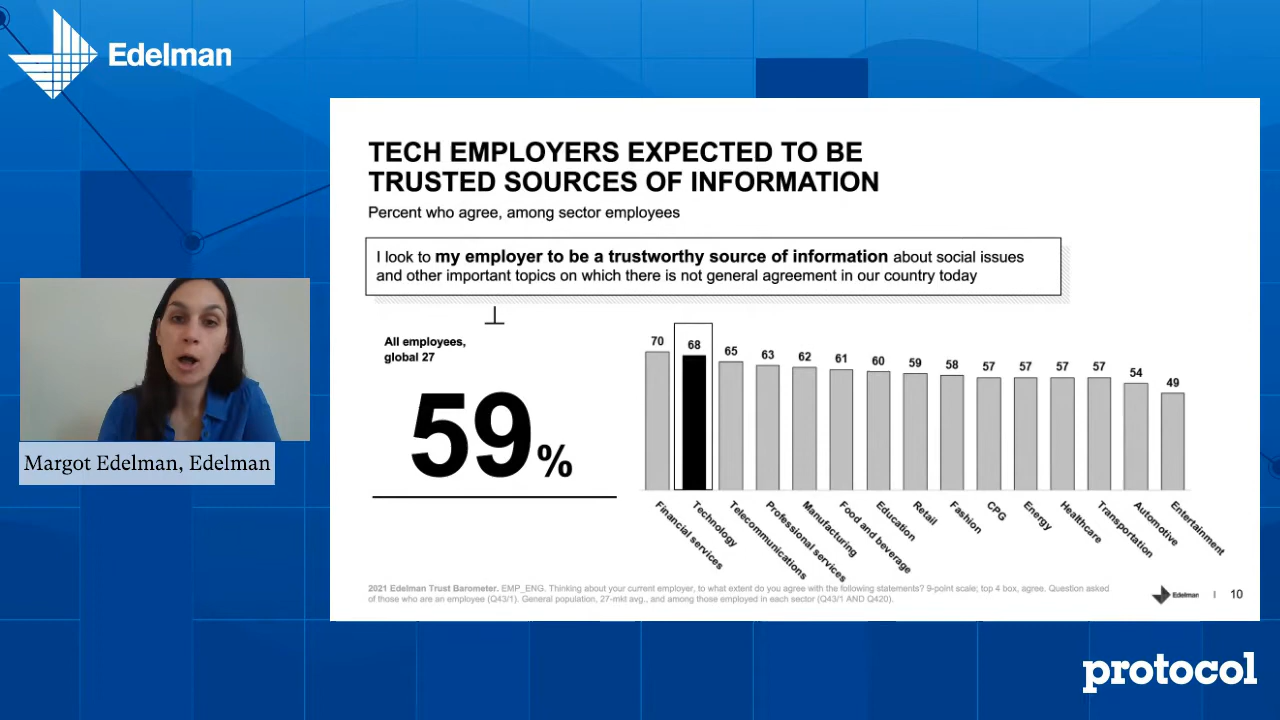 Edelman
TECH EMPLOYERS EXPECTED TO BE
TRUSTED SOURCES OF INFORMATION
Percent who agree, among sector employees
I look to my employer to be a trustworthy source of information about social issues
and other important topics on which there is not general agreement in our country today
All employees,
global 27
59%
70 68 65 63 62 61 60 59 58 57 57 57 57 54 49
Financial services
Technology
Telecommunications
Professional services
Manufacturing
Food and beverage
Education
Retail
Fashion
CPG
Energy
Healthcare
Transportation
Automotive
Entertainment
2021 Edelman Trust Barometer. EMP_ENG. Thinking about your current employer, to what extent do you agree with the following statements? 9-point scale; top 4 box, agree. Question asked
of those who are an employee (Q43/1). General population, 27-mkt avg., and among those employed in each sector (Q43/1 AND Q420).
Edelman | 10
Margot Edelman, Edelman
protocol